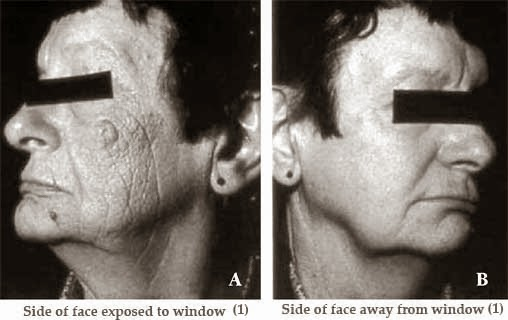 A
B
Side of face exposed to window (1)
Side of face away from window (1)